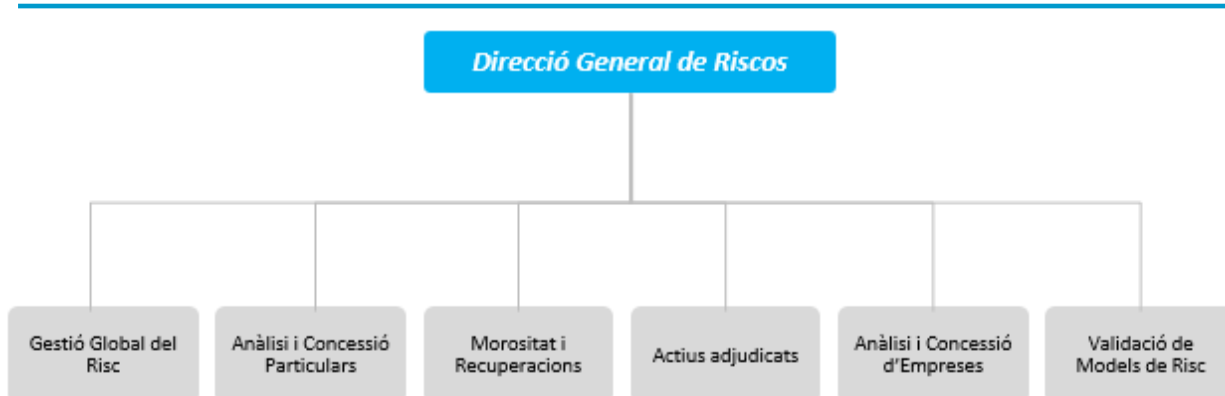 Direcció General de Riscos
Gestió Global del
Risc
Anàlisi i Concessió
Particulars
Morositat i
Recuperacions
Actius adjudicats
Anàlisi i Concessió
d'Empreses
Validació de
Models de Risc